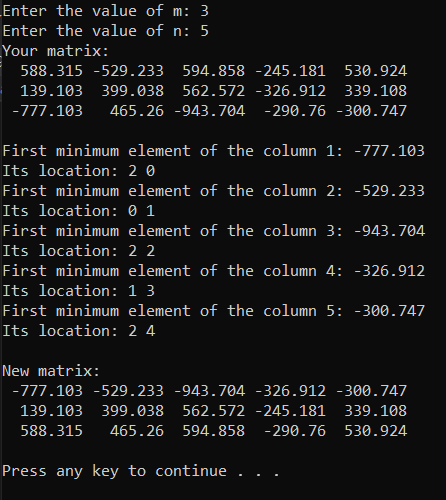 Enter the value of m: 3
Enter the value of n: 5
Your matrix:
  588.315 -529.233  594.858 -245.181  530.924
  139.103  399.038  562.572 -326.912  339.108
 -777.103   465.26 -943.704  -290.76 -300.747

First minimum element of the column 1: -777.103
Its location: 2 0
First minimum element of the column 2: -529.233
Its location: 0 1
First minimum element of the column 3: -943.704
Its location: 2 2
First minimum element of the column 4: -326.912
Its location: 1 3
First minimum element of the column 5: -300.747
Its location: 2 4

New matrix:
 -777.103 -529.233 -943.704 -326.912 -300.747
  139.103  399.038  562.572 -245.181  339.108
  588.315   465.26  594.858  -290.76  530.924

Press any key to continue . . .